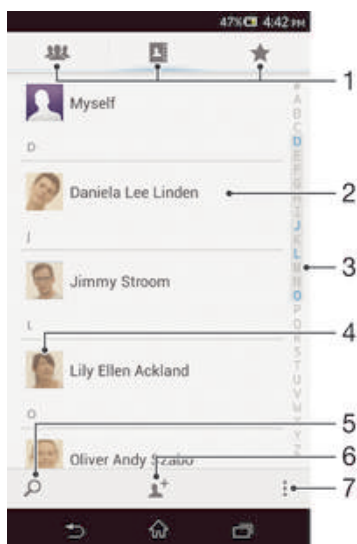 47% 4:42 PM
1
Myself
#
A
B
C
D
D
Daniela Lee Linden
2
E
F
G
H
I
J
J
K
L
3
M
N
O
Jimmy Stroom
P
Q
R
4
L
S
T
U
Lily Ellen Ackland
V
W
X
5
O
Y
Z
Oliver Andy Szabo
6
7